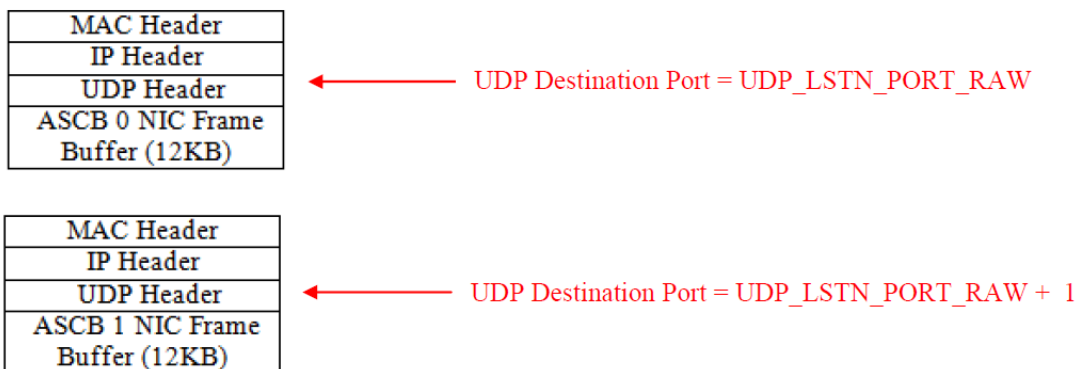 MAC Header
IP Header
UDP Header
UDP Destination Port = UDP_LSTN_PORT_RAW
ASCB 0 NIC Frame
Buffer (12KB)
MAC Header
IP Header
UDP Header
UDP Destination Port = UDP_LSTN_PORT_RAW + 1
ASCB 1 NIC Frame
Buffer (12KB)